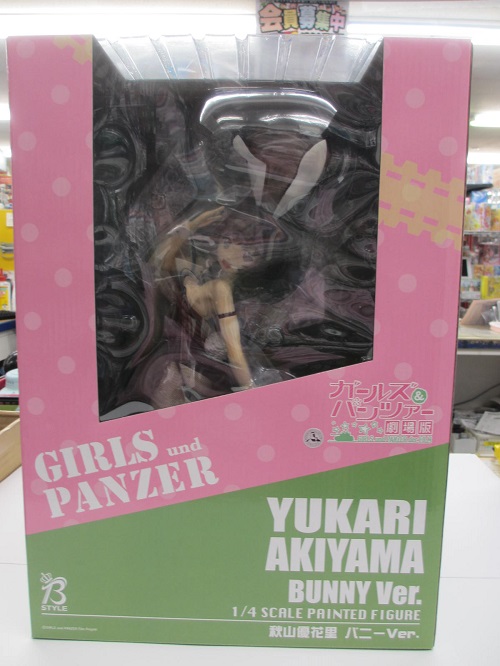 会員募集中
ガールズ&
パンツァー
劇場版
GIRLS und
PANZER
YUKARI
AKIYAMA
BUNNY Ver.
1/4 SCALE PAINTED FIGURE
秋山優花里 バニーVer.
B
STYLE